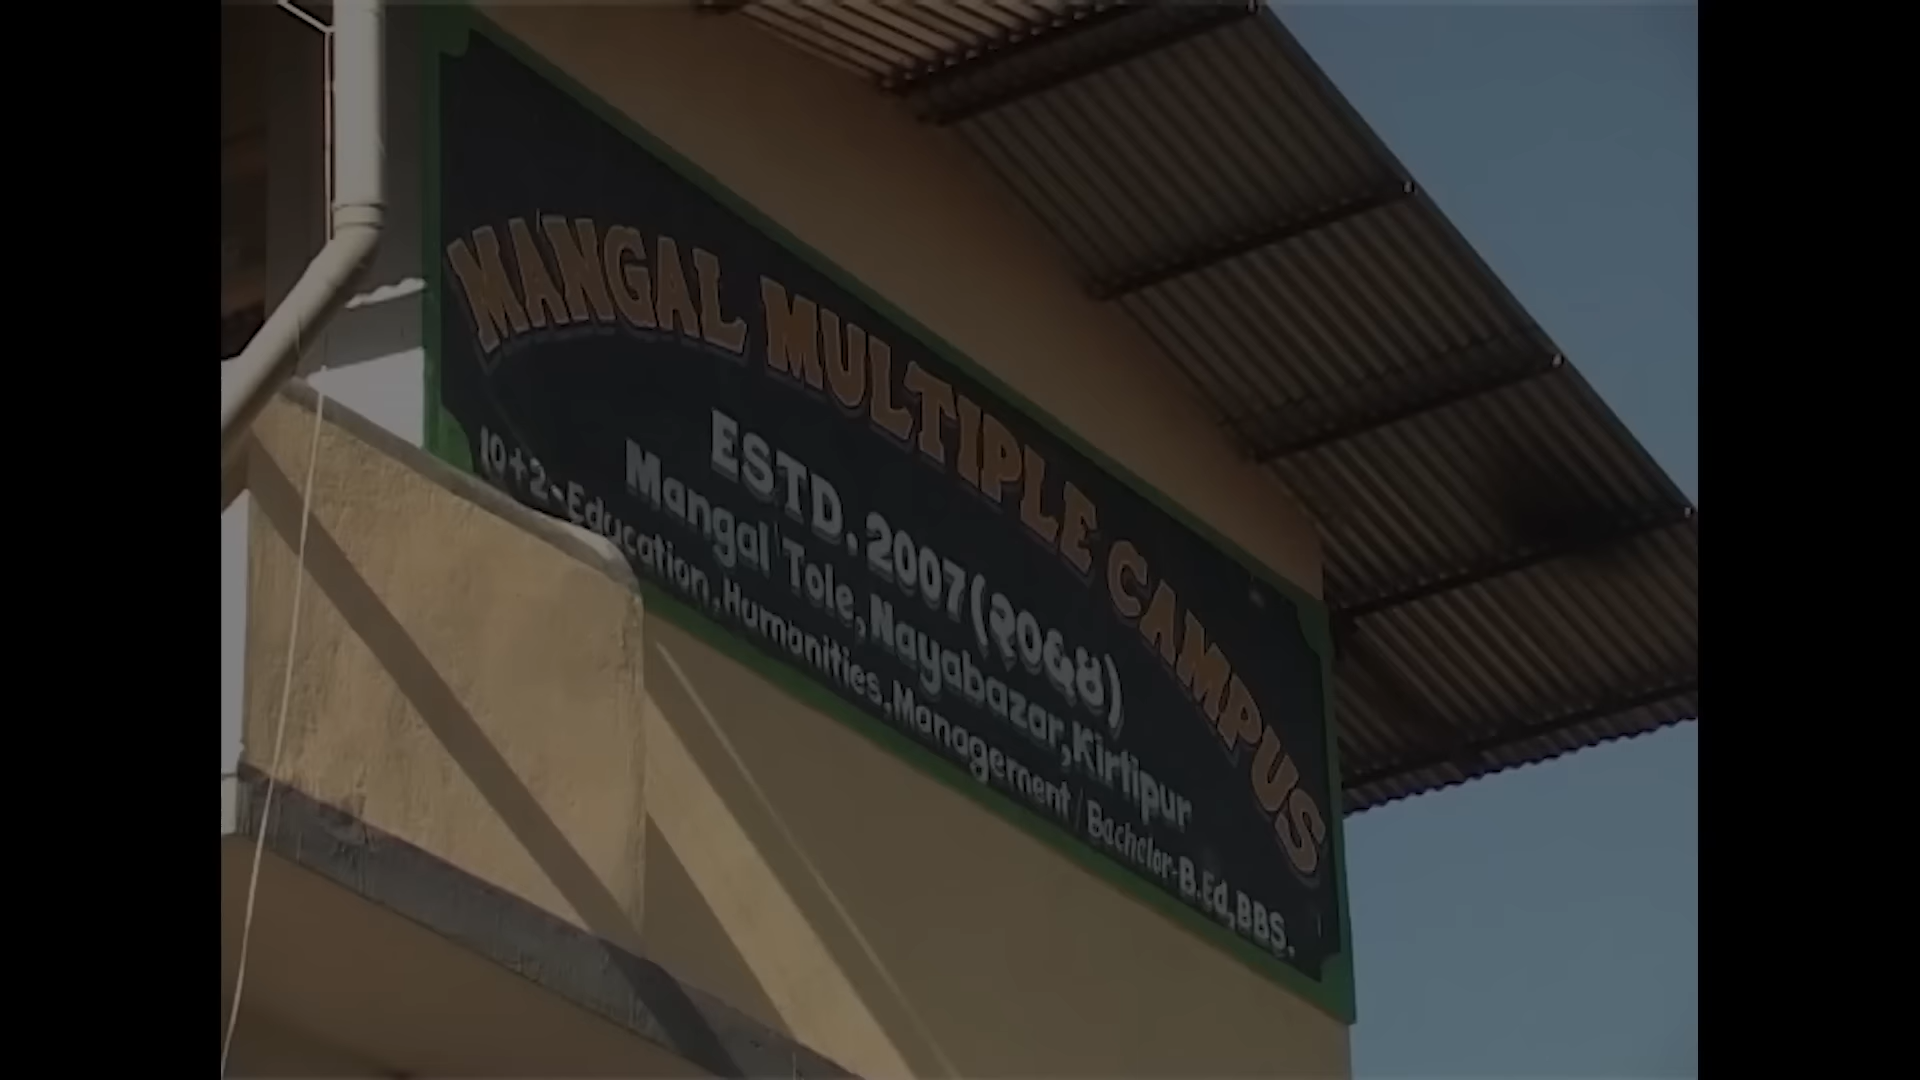 MANGAL MULTIPLE CAMPUS
ESTD. 2007(२०६४)
Mangal Tole, Nayabazar, Kirtipur
10+2-Education, Humanities, Management / Bachelor-B.Ed, BBS.